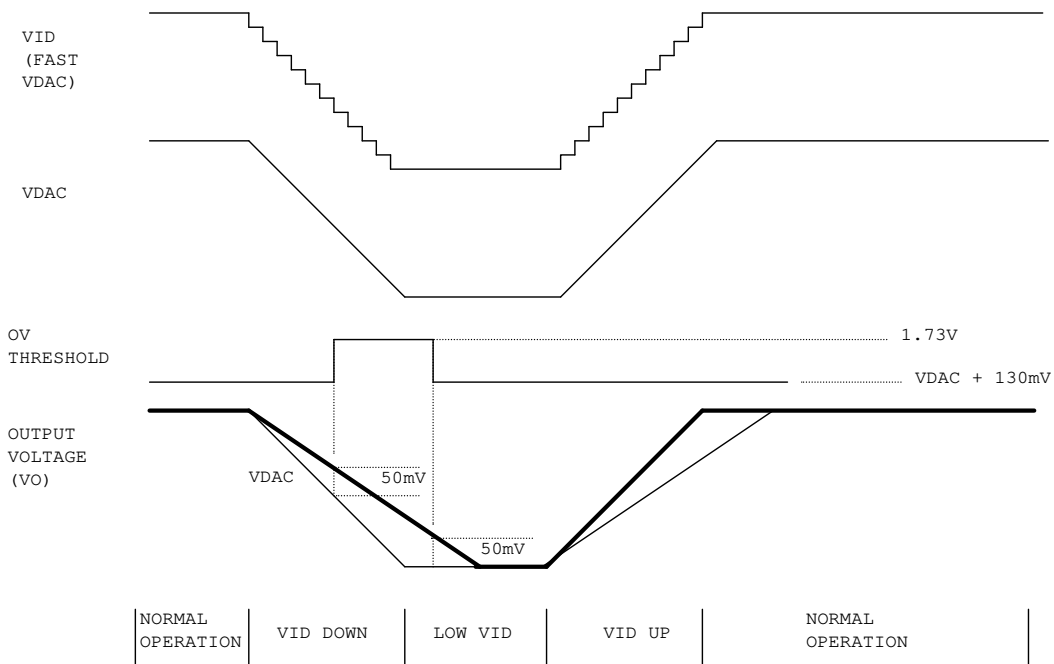 VID
(FAST
VDAC)
VDAC
OV
THRESHOLD
1.73V
VDAC + 130mV
OUTPUT
VOLTAGE
(VO)
VDAC
50mV
50mV
NORMAL
OPERATION
VID DOWN
LOW VID
VID UP
NORMAL
OPERATION